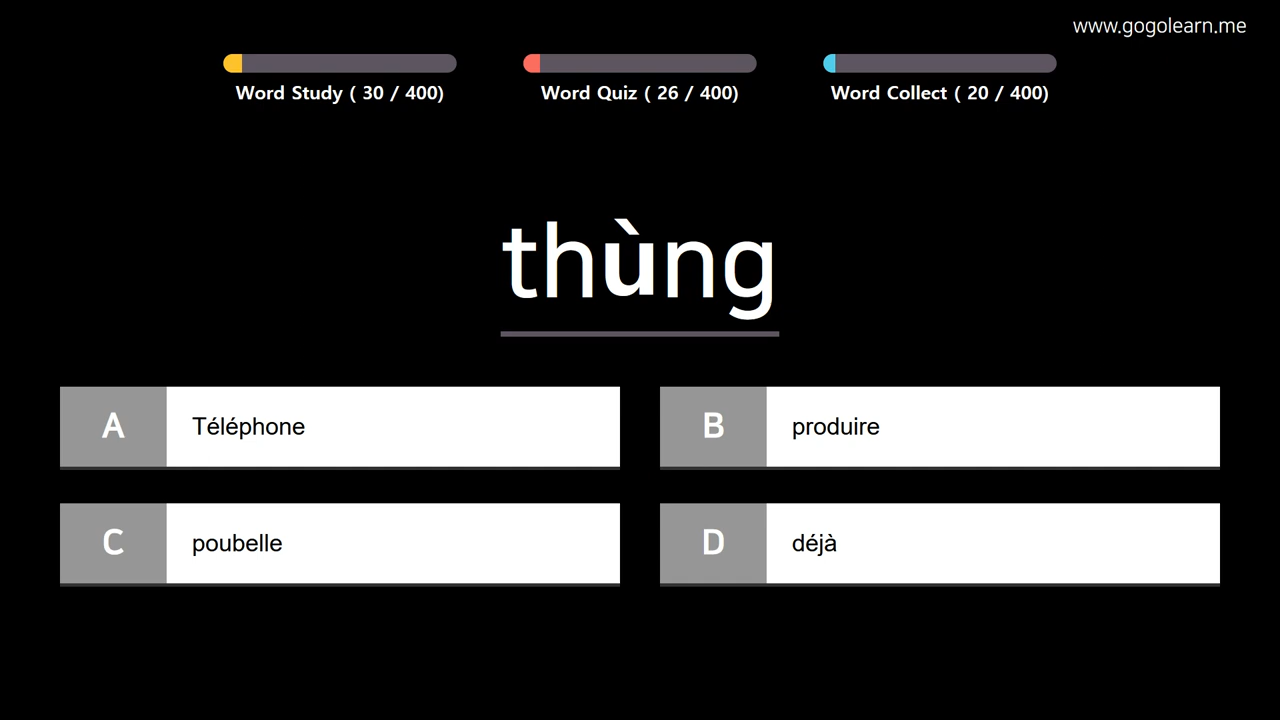 www.gogolearn.me
Word Study ( 30 / 400)
Word Quiz ( 26 / 400)
Word Collect ( 20 / 400)
thùng
A Téléphone
B produire
C poubelle
D déjà